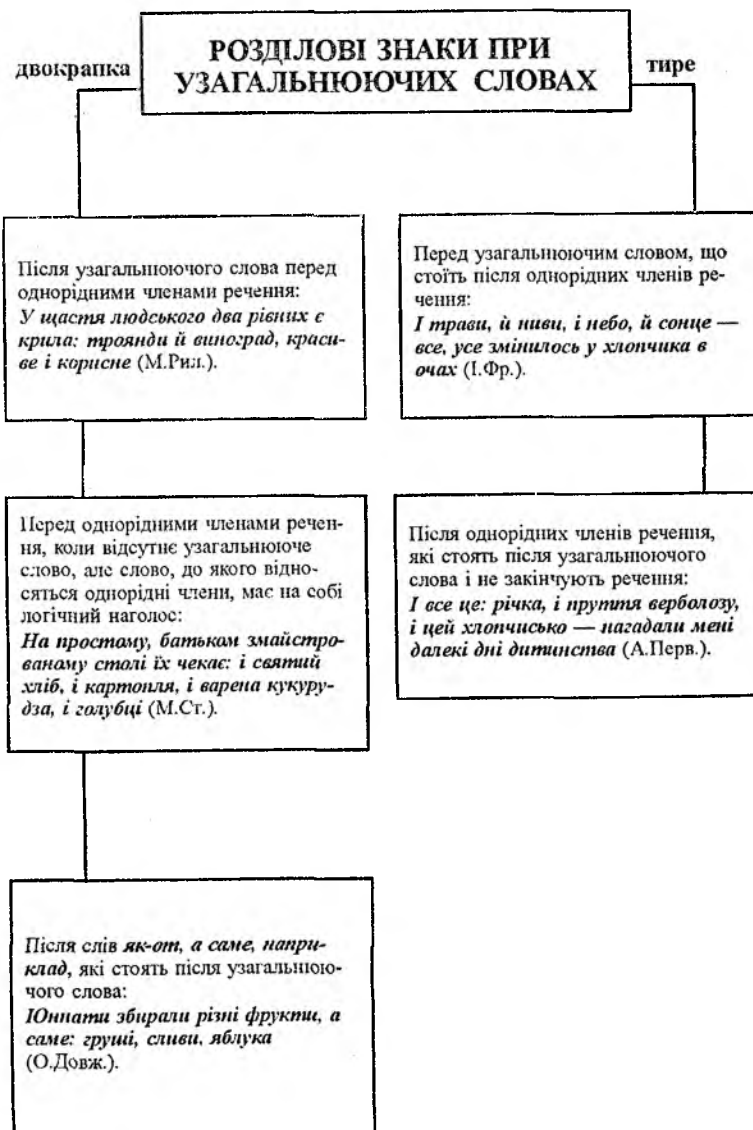 РОЗДІЛОВІ ЗНАКИ ПРИ
УЗАГАЛЬНЮЮЧИХ СЛОВАХ
двокрапка
тире
Після узагальнюючого слова перед
однорідними членами речення:
У щастя людського два рівних є
крила: троянди й виноград, краси-
ве і корисне (М.Рил.).
Перед однорідними членами речен-
ня, коли відсутнє узагальнююче
слово, але слово, до якого відно-
сяться однорідні члени, має на собі
логічний наголос:
На простому, батьком змайстро-
ваному столі їх чекає: і святий
хліб, і картопля, і варена кукуру-
дза, і голубці (М.Ст.).
Після слів як-от, а саме, напри-
клад, які стоять після узагальнюю-
чого слова:
Юннати збирали різні фрукти, а
саме: груші, сливи, яблука
(О.Довж.).
Перед узагальнюючим словом, що
стоїть після однорідних членів ре-
чення:
І трави, й ниви, і небо, й сонце —
все, усе змінилось у хлопчика в
очах (І.Фр.).
Після однорідних членів речення,
які стоять після узагальнюючого
слова і не закінчують речення:
І все це: річка, і пруття верболозу,
і цей хлопчисько — нагадали мені
далекі дні дитинства (А.Перв.).